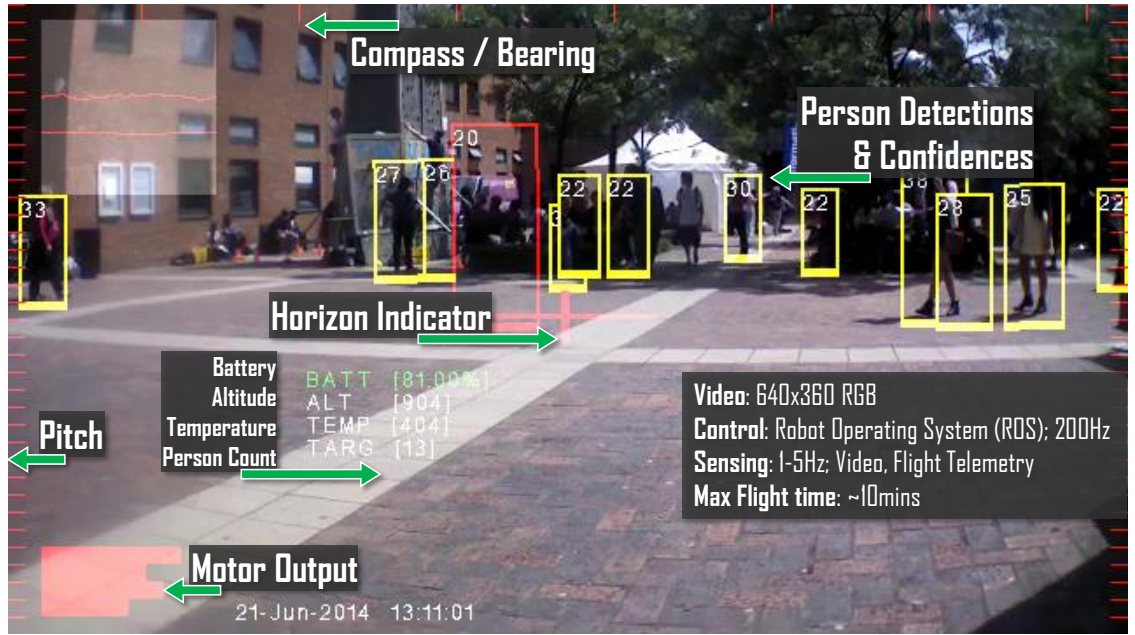 Compass / Bearing
Person Detections
& Confidences
20
27
26
22
22
30
22
38
28
22
33
Horizon Indicator
Battery
Altitude
Temperature
Person Count
BATT [81.00%]
ALT [904]
TEMP [404]
TARG [13]
Pitch
Video: 640x360 RGB
Control: Robot Operating System (ROS); 200Hz
Sensing: 1-5Hz; Video, Flight Telemetry
Max Flight time: ~10mins
Motor Output
21-Jun-2014 13:11:01